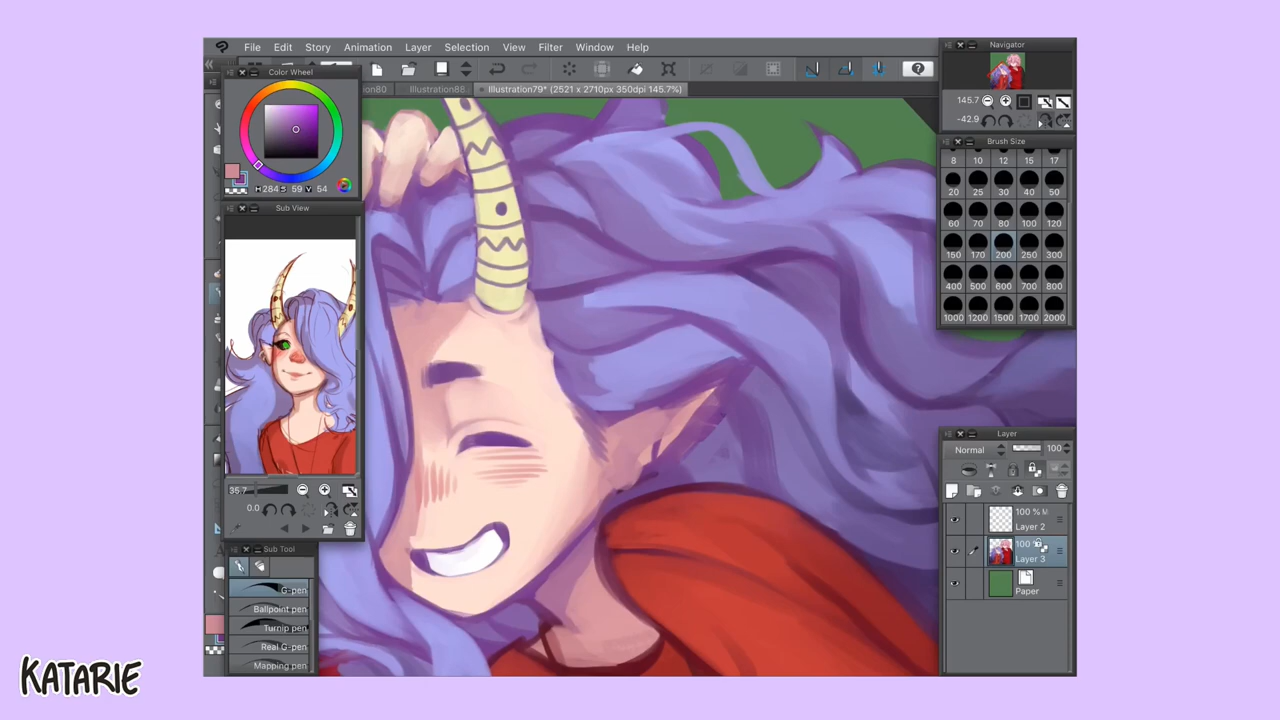 File Edit Story Animation Layer Selection View Filter Window Help
ion80 Illustration88 Illustration79* (2521 x 2710px 350dpi 145.7%)
Color Wheel
H 284 S 59 V 54
Sub View
35.7
0.0
Sub Tool
G-pen
Ballpoint pen
Turnip pen
Real G-pen
Mapping pen
Navigator
145.7
-42.9
Brush Size
8 10 12 15 17
20 25 30 40 50
60 70 80 100 120
150 170 200 250 300
400 500 600 700 800
1000 1200 1500 1700 2000
Layer
Normal 100
100 %
Layer 2
100 %
Layer 3
Paper
KATARIE